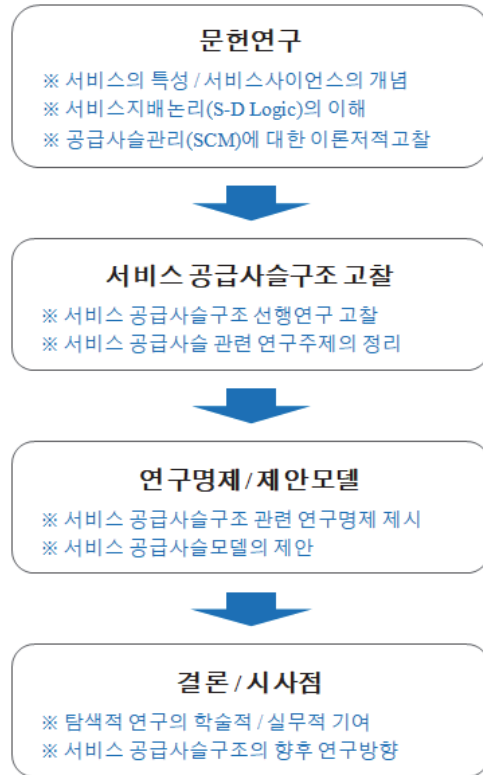 문헌연구
※ 서비스의 특성 / 서비스사이언스의 개념
※ 서비스지배논리(S-D Logic)의 이해
※ 공급사슬관리(SCM)에 대한 이론저적고찰
서비스 공급사슬구조 고찰
※ 서비스 공급사슬구조 선행연구 고찰
※ 서비스 공급사슬 관련 연구주제의 정리
연구명제 / 제안모델
※ 서비스 공급사슬구조 관련 연구명제 제시
※ 서비스 공급사슬모델의 제안
결론 / 시사점
※ 탐색적 연구의 학술적 / 실무적 기여
※ 서비스 공급사슬구조의 향후 연구방향